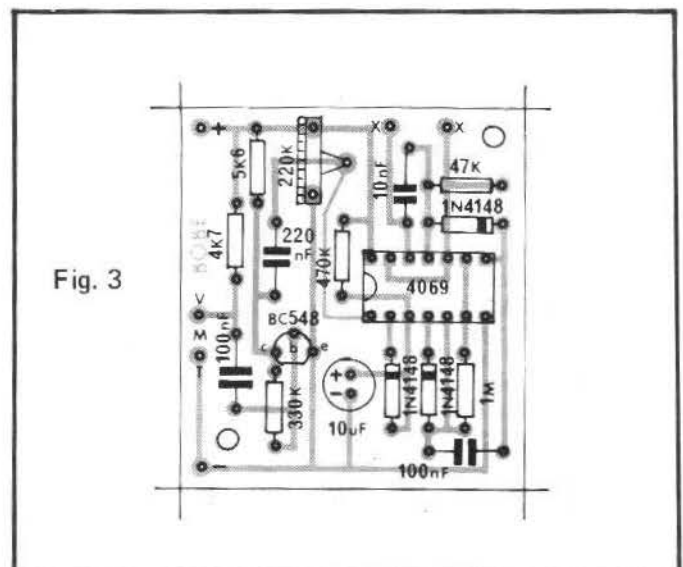 Fig. 3
+
5K6
220K
X
X
10nF
47K
1N4148
4K7
220
nF
470K
4069
V
M
T
100nF
BC548
c
b
e
330K
+
-
10uF
1N4148
1N4148
1M
100nF
-